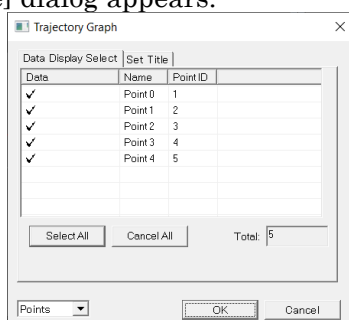 e] dialog appears.
Trajectory Graph
Data Display Select Set Title
Data Name Point ID
Point 0 1
Point 1 2
Point 2 3
Point 3 4
Point 4 5
Select All Cancel All Total: 5
Points OK Cancel